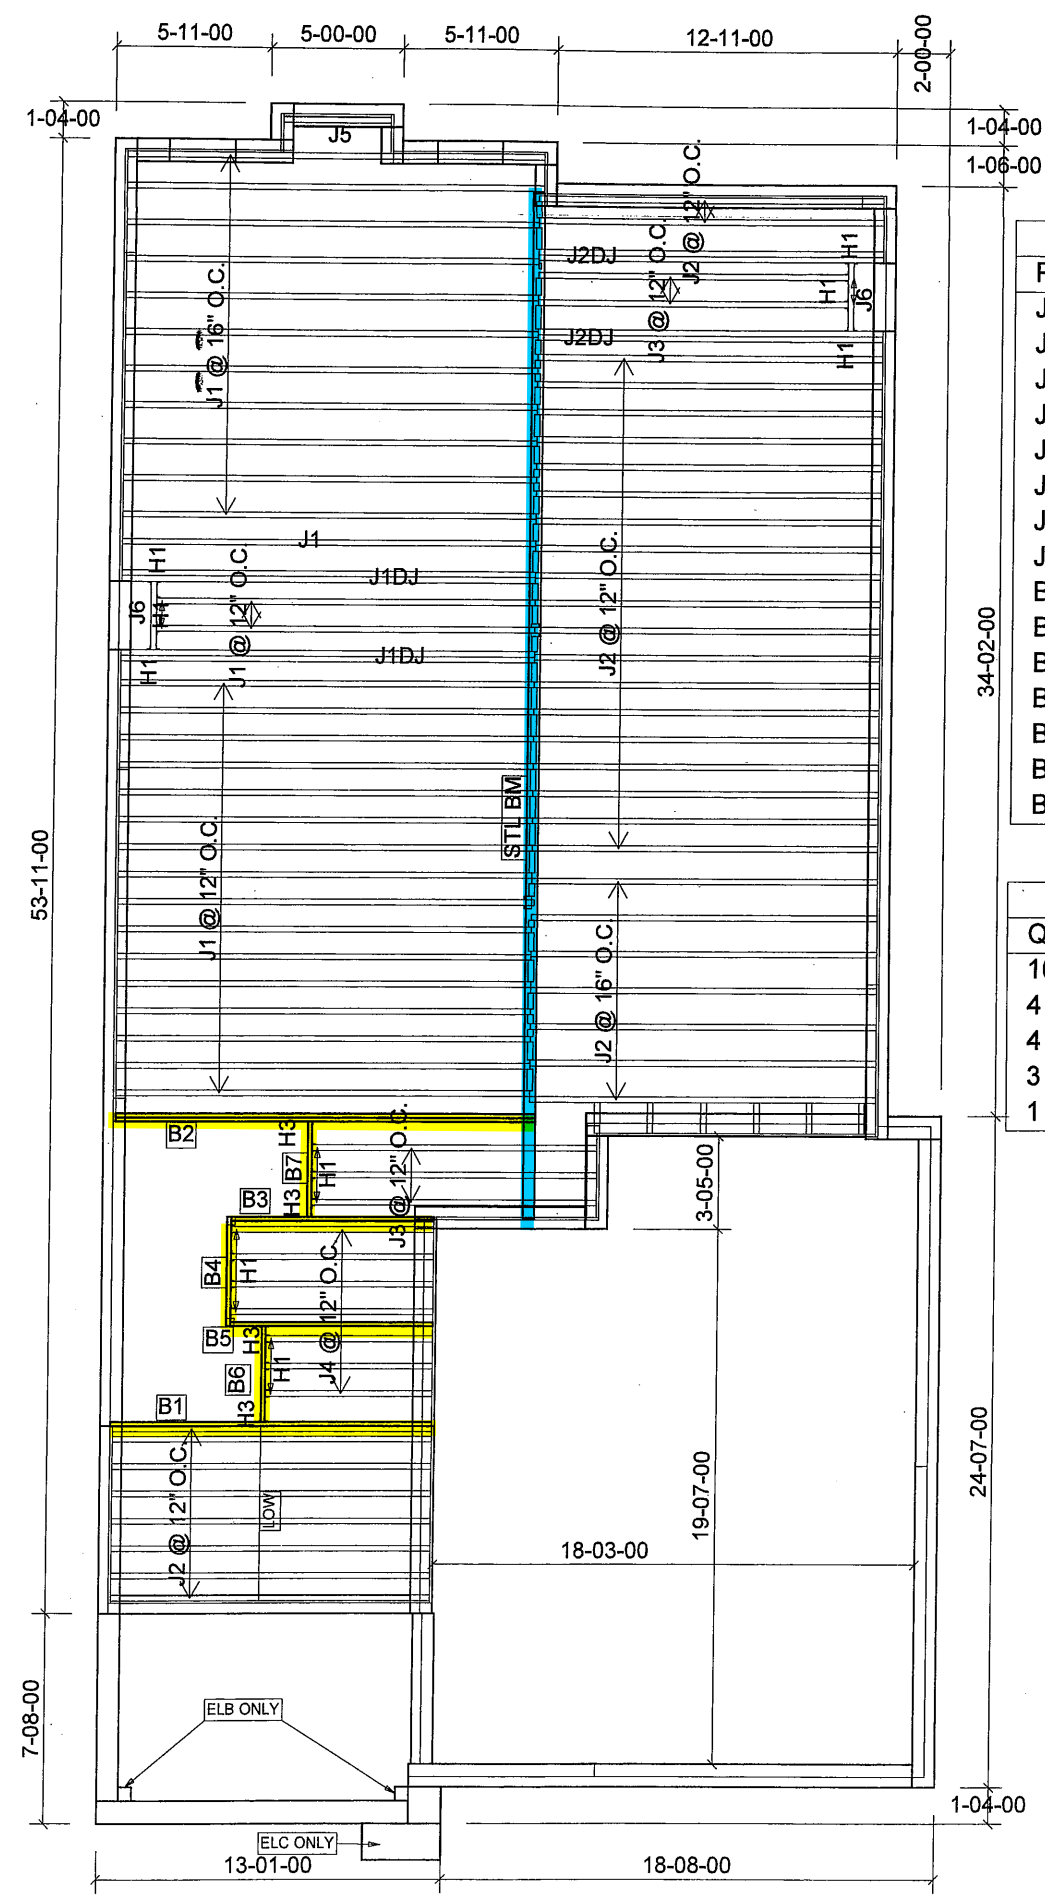 5-11-00
5-00-00
5-11-00
12-11-00
2-00-00
1-04-00
1-04-00
1-06-00
J5
J1 @ 16" O.C.
J2 @ 12" O.C.
J2DJ
J3 @ 12" O.C.
H1
H1
J6
H1
J2DJ
J1
J1DJ
H1
J6
H1
H1
J1 @ 12" O.C.
J1DJ
J2 @ 12" O.C.
34-02-00
STL BM
53-11-00
J1 @ 12" O.C.
J2 @ 16" O.C.
B2
H3
B7
H1
H3
J3 @ 12" O.C.
3-05-00
B3
B4
H1
J4 @ 12" O.C.
B5
H3
B6
H1
H3
B1
J2 @ 12" O.C.
LOW
19-07-00
18-03-00
24-07-00
7-08-00
ELB ONLY
1-04-00
ELC ONLY
13-01-00
18-08-00
J
J
J
J
J
J
J
J
B
B
B
B
B
B
B
Q
4
4
3
1